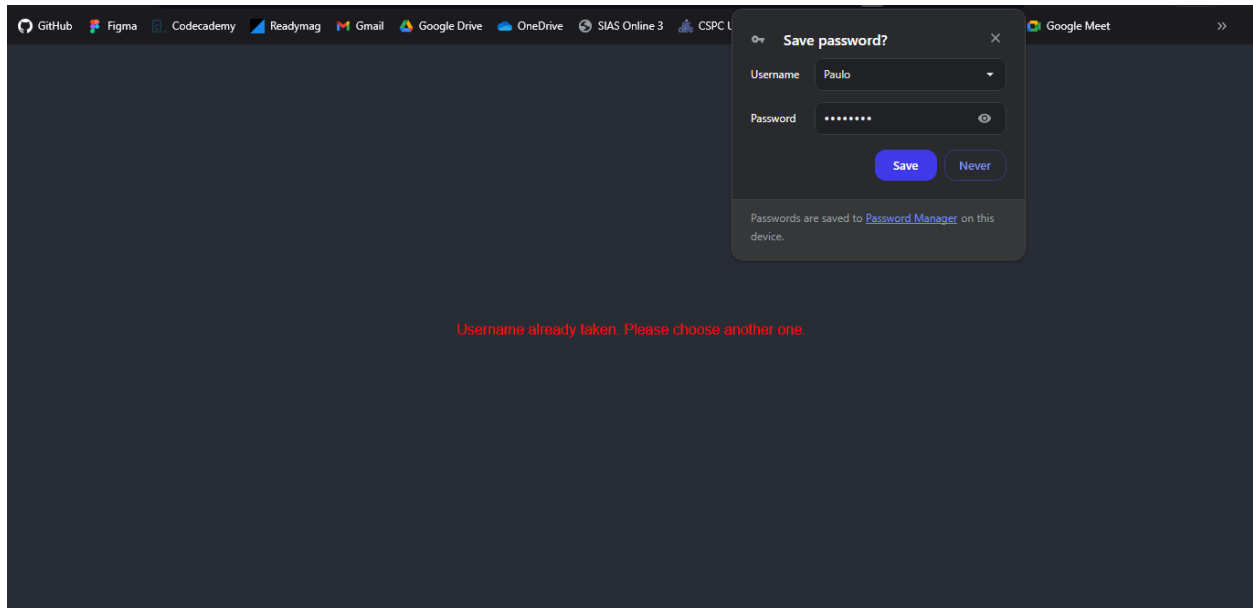 GitHub Figma Codecademy Readymag Gmail Google Drive OneDrive SIAS Online 3 CSPC Google Meet
Save password?
Username Paulo
Password ••••••••
Save Never
Passwords are saved to Password Manager on this
device.
Username already taken. Please choose another one.